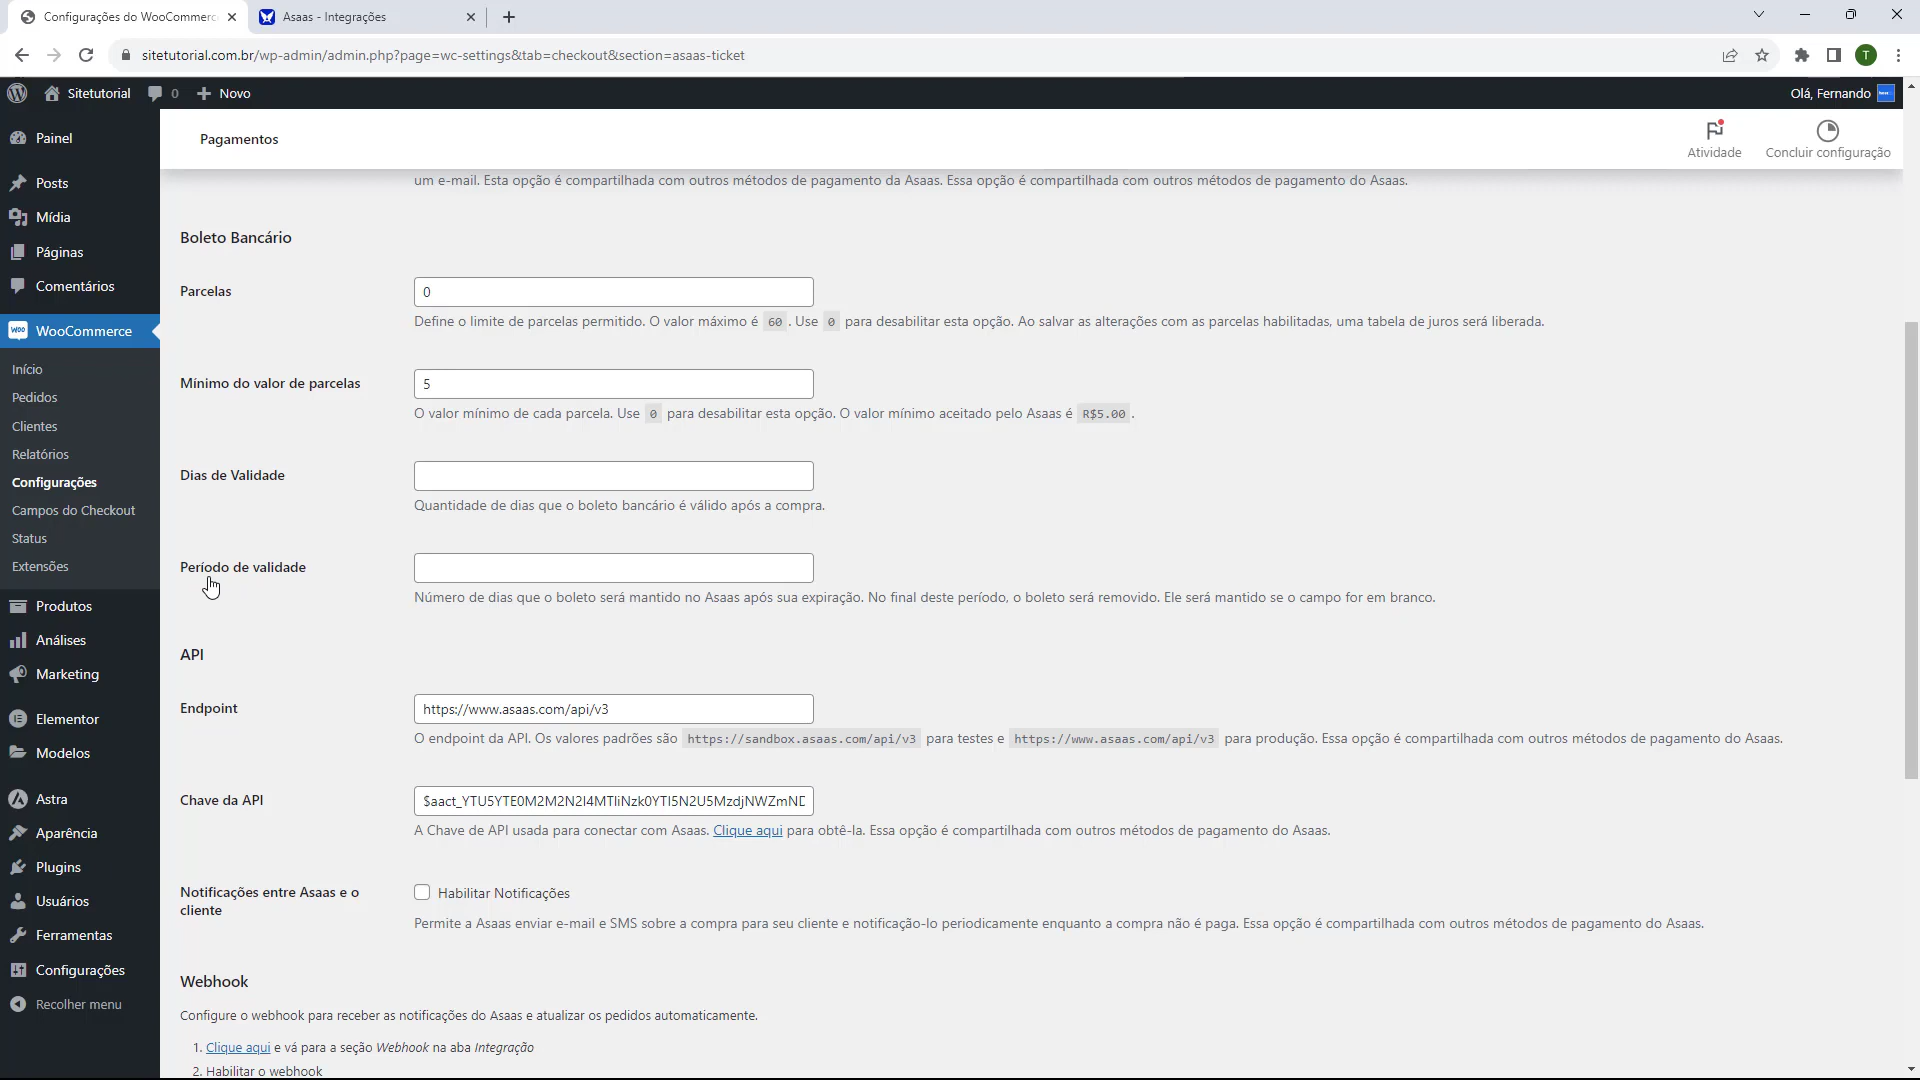 Configurações do WooCommerc
Asaas - Integrações
sitetutorial.com.br/wp-admin/admin.php?page=wc-settings&tab=checkout&section=asaas-ticket
T
Sitetutorial
0
Novo
Olá, Fernando
Painel
Posts
Mídia
Páginas
Comentários
WooCommerce
Início
Pedidos
Clientes
Relatórios
Configurações
Campos do Checkout
Status
Extensões
Produtos
Análises
Marketing
Elementor
Modelos
Astra
Aparência
Plugins
Usuários
Ferramentas
Configurações
Recolher menu
Pagamentos
Atividade
Concluir configuração
um e-mail. Esta opção é compartilhada com outros métodos de pagamento da Asaas. Essa opção é compartilhada com outros métodos de pagamento do Asaas.
Boleto Bancário
Parcelas
0
Define o limite de parcelas permitido. O valor máximo é 60 . Use 0 para desabilitar esta opção. Ao salvar as alterações com as parcelas habilitadas, uma tabela de juros será liberada.
Mínimo do valor de parcelas
5
O valor mínimo de cada parcela. Use 0 para desabilitar esta opção. O valor mínimo aceitado pelo Asaas é R$5.00 .
Dias de Validade
Quantidade de dias que o boleto bancário é válido após a compra.
Período de validade
Número de dias que o boleto será mantido no Asaas após sua expiração. No final deste período, o boleto será removido. Ele será mantido se o campo for em branco.
API
Endpoint
https://www.asaas.com/api/v3
O endpoint da API. Os valores padrões são https://sandbox.asaas.com/api/v3 para testes e https://www.asaas.com/api/v3 para produção. Essa opção é compartilhada com outros métodos de pagamento do Asaas.
Chave da API
A Chave de API usada para conectar com Asaas. Clique aqui para obtê-la. Essa opção é compartilhada com outros métodos de pagamento do Asaas.
Notificações entre Asaas e o
cliente
Habilitar Notificações
Permite a Asaas enviar e-mail e SMS sobre a compra para seu cliente e notificação-lo periodicamente enquanto a compra não é paga. Essa opção é compartilhada com outros métodos de pagamento do Asaas.
Webhook
Configure o webhook para receber as notificações do Asaas e atualizar os pedidos automaticamente.
1. Clique aqui e vá para a seção Webhook na aba Integração
2. Habilitar o webhook